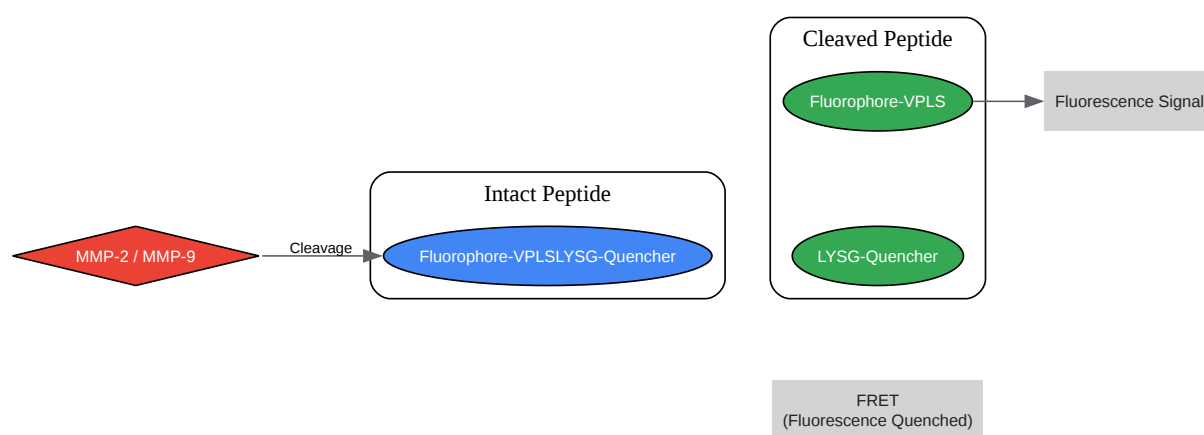 Cleaved Peptide
Fluorophore-VPLS
Fluorescence Signal
Intact Peptide
MMP-2 / MMP-9
Cleavage
Fluorophore-VPLSLYSG-Quencher
LYSG-Quencher
FRET
(Fluorescence Quenched)